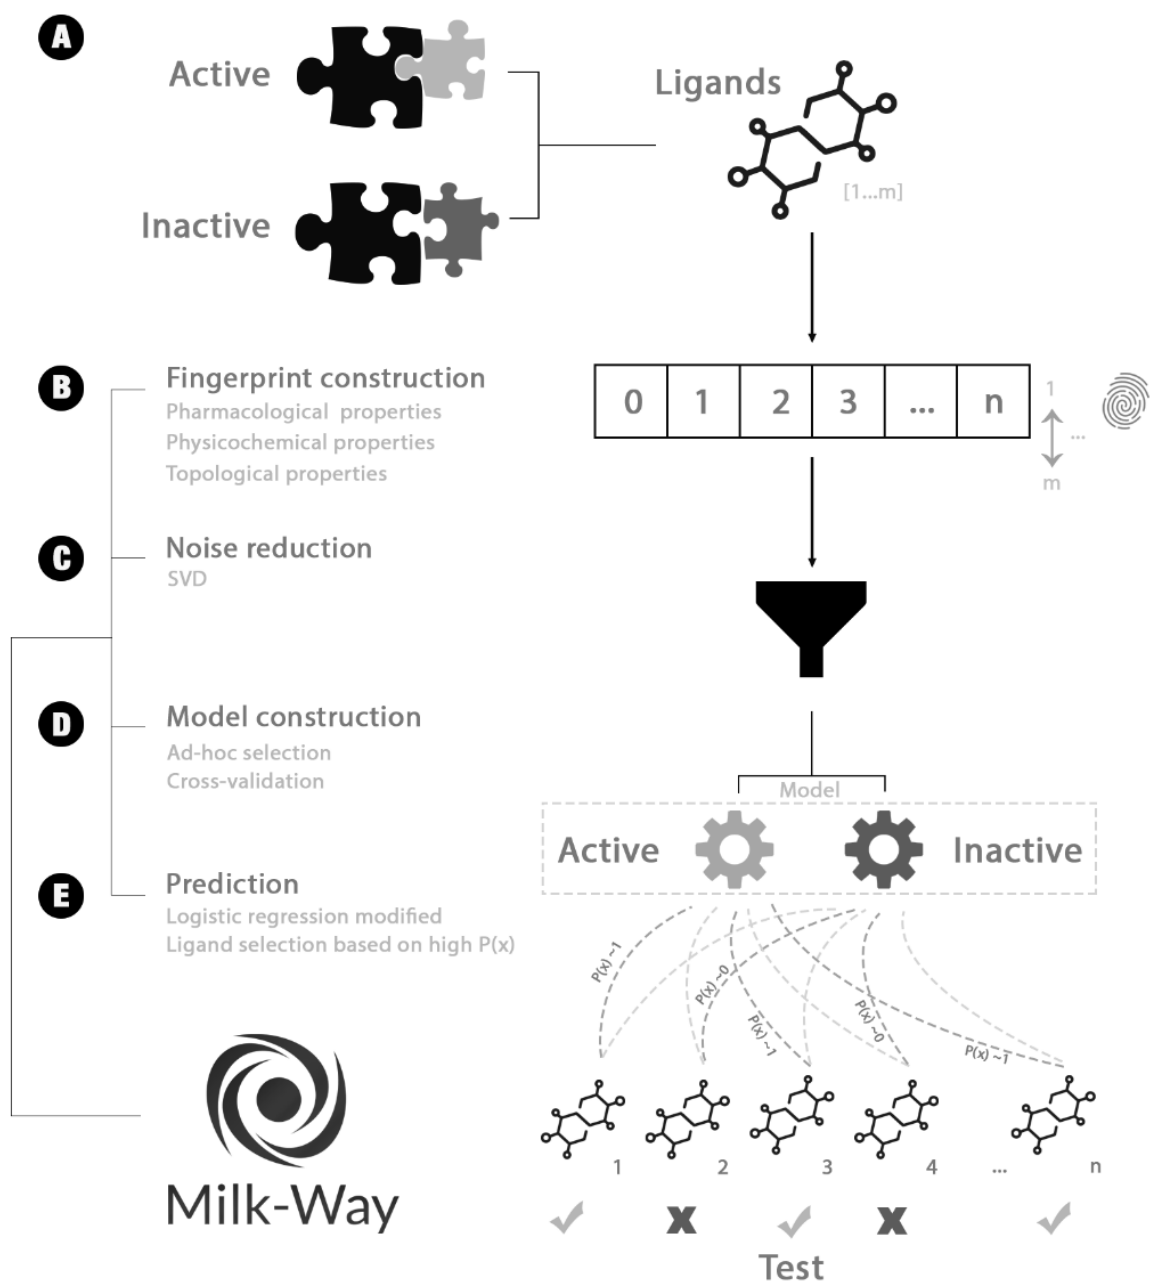 A
Active
Ligands
[1...m]
Inactive
B
Fingerprint construction
Pharmacological properties
Physicochemical properties
Topological properties
0 1 2 3 ... n
1
...
m
C
Noise reduction
SVD
D
Model construction
Ad-hoc selection
Cross-validation
Model
Active
Inactive
E
Prediction
Logistic regression modified
Ligand selection based on high P(x)
P(x) ~1
P(x) ~0
P(x) ~1
P(x) ~0
P(x) ~1
1 2 3 4 ... n
Milk-Way
Test